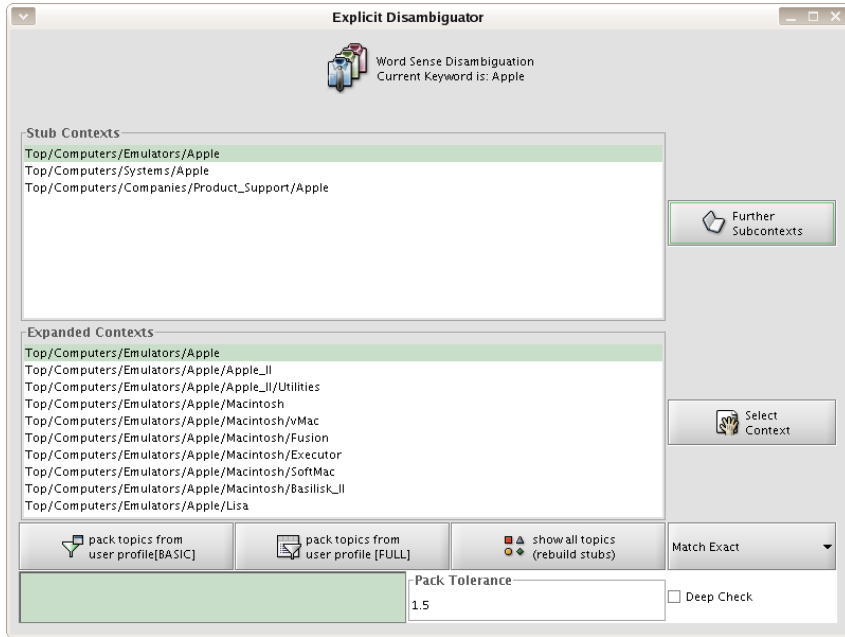 Explicit Disambiguator
Word Sense Disambiguation
Current Keyword is: Apple
Stub Contexts
Top/Computers/Emulators/Apple
Top/Computers/Systems/Apple
Top/Computers/Companies/Product_Support/Apple
Further
Subcontexts
Expanded Contexts
Top/Computers/Emulators/Apple
Top/Computers/Emulators/Apple/Apple_II
Top/Computers/Emulators/Apple/Apple_II/Utilities
Top/Computers/Emulators/Apple/Macintosh
Top/Computers/Emulators/Apple/Macintosh/vMac
Top/Computers/Emulators/Apple/Macintosh/Fusion
Top/Computers/Emulators/Apple/Macintosh/Executor
Top/Computers/Emulators/Apple/Macintosh/SoftMac
Top/Computers/Emulators/Apple/Macintosh/Basilisk_II
Top/Computers/Emulators/Apple/Lisa
Select
Context
pack topics from
user profile[BASIC]
pack topics from
user profile [FULL]
show all topics
(rebuild stubs)
Match Exact
Pack Tolerance
1.5
Deep Check